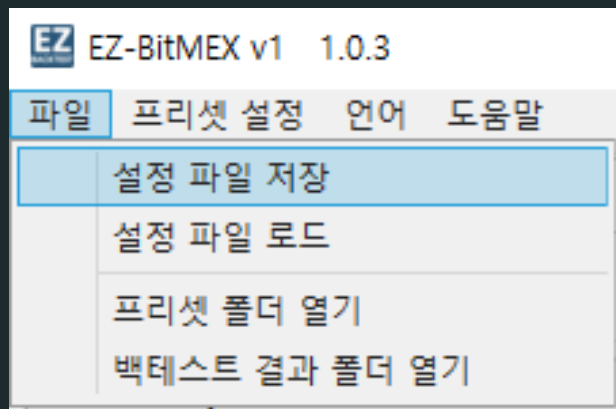 EZ EZ-BitMEX v1 1.0.3
BACKTEST
파일 프리셋 설정 언어 도움말
설정 파일 저장
설정 파일 로드
프리셋 폴더 열기
백테스트 결과 폴더 열기